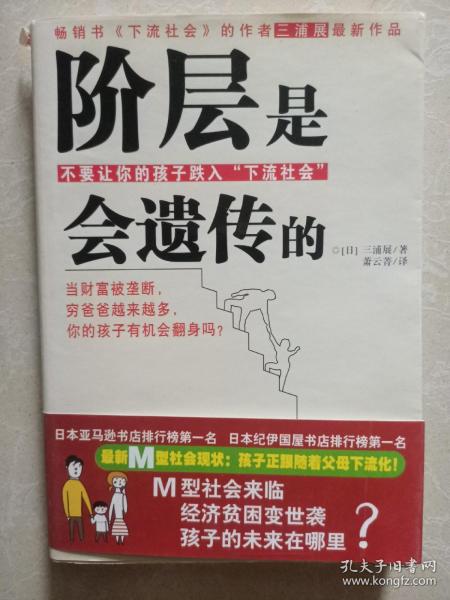 畅销书《下流社会》的作者三浦展最新作品
阶层是
不要让你的孩子跌入“下流社会”
会遗传的
◎[日] 三浦展/著
萧云菁/译
当财富被垄断，
穷爸爸越来越多，
你的孩子有机会翻身吗？
日本亚马逊书店排行榜第一名 日本纪伊国屋书店排行榜第一名
最新M型社会现状：孩子正跟随着父母下流化！
M型社会来临
经济贫困变世袭
孩子的未来在哪里？
孔夫子旧书网
www.kongfz.com